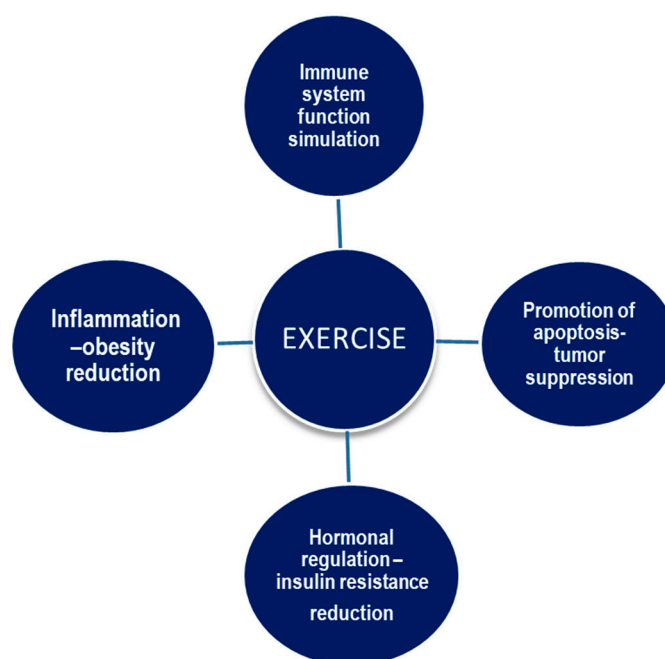 Immune
system
function
simulation
Inflammation
–obesity
reduction
EXERCISE
Promotion of
apoptosis-
tumor
suppression
Hormonal
regulation –
insulin resistance
reduction